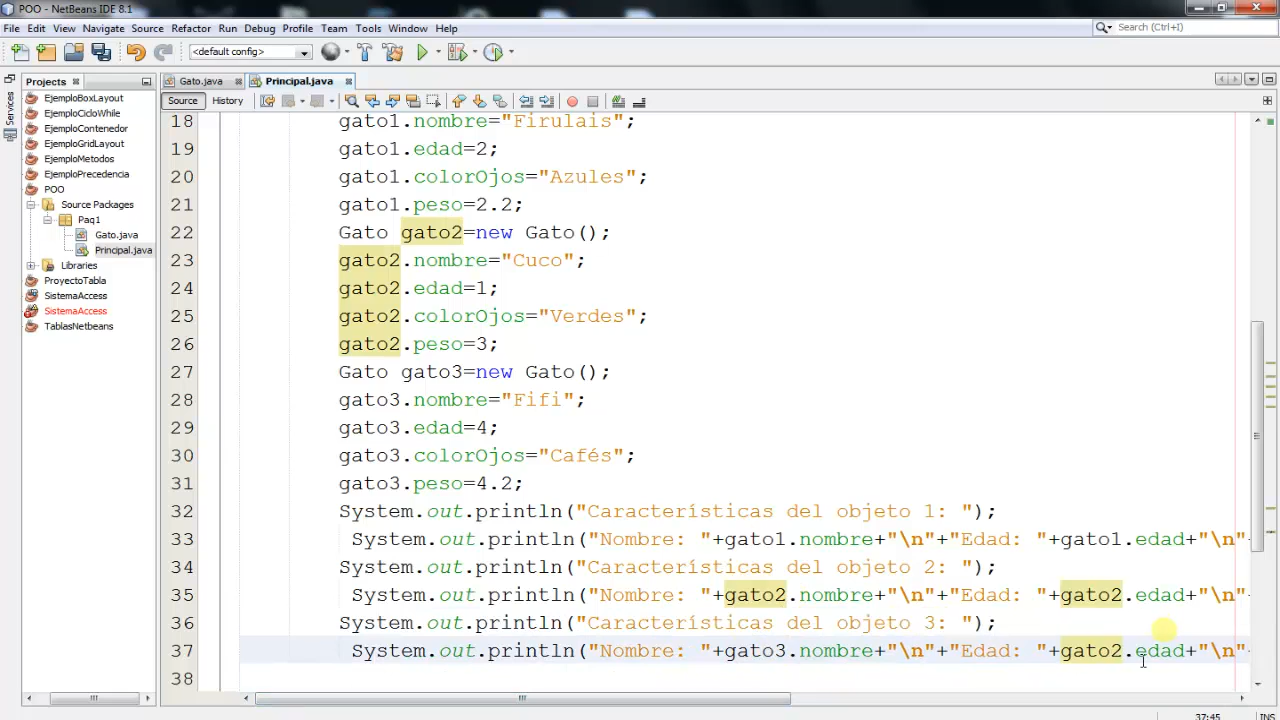 POO - NetBeans IDE 8.1
File Edit View Navigate Source Refactor Run Debug Profile Team Tools Window Help
Search (Ctrl+I)
<default config>
Projects
Gato.java
Principal.java
Services
Source History
EjemploBoxLayout
EjemploCicloWhile
EjemploContenedor
EjemploGridLayout
EjemploMetodos
EjemploPrecedencia
POO
Source Packages
Paq1
Gato.java
Principal.java
Libraries
ProyectoTabla
SistemaAccess
SistemaAccess
TablasNetbeans
18 gato1.nombre="Firulais";
19 gato1.edad=2;
20 gato1.colorOjos="Azules";
21 gato1.peso=2.2;
22 Gato gato2=new Gato();
23 gato2.nombre="Cuco";
24 gato2.edad=1;
25 gato2.colorOjos="Verdes";
26 gato2.peso=3;
27 Gato gato3=new Gato();
28 gato3.nombre="Fifi";
29 gato3.edad=4;
30 gato3.colorOjos="Cafés";
31 gato3.peso=4.2;
32 System.out.println("Características del objeto 1: ");
33 System.out.println("Nombre: "+gato1.nombre+"\n"+"Edad: "+gato1.edad+"\n"+
34 System.out.println("Características del objeto 2: ");
35 System.out.println("Nombre: "+gato2.nombre+"\n"+"Edad: "+gato2.edad+"\n"+
36 System.out.println("Características del objeto 3: ");
37 System.out.println("Nombre: "+gato3.nombre+"\n"+"Edad: "+gato2.edad+"\n"+
38
37:45
INS